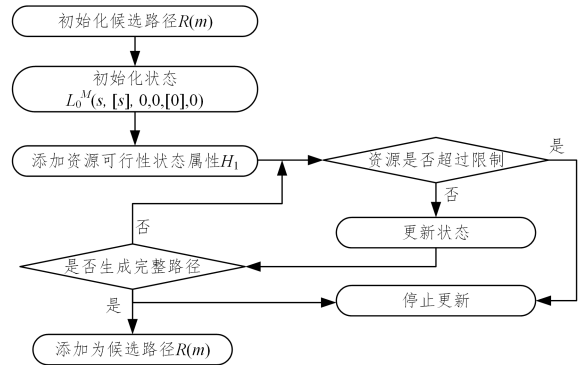 初始化候选路径R(m)
初始化状态
L₀ᴹ(s, [s], 0,0,[0],0)
添加资源可行性状态属性H₁
资源是否超过限制
是
否
更新状态
否
是否生成完整路径
是
停止更新
添加为候选路径R(m)